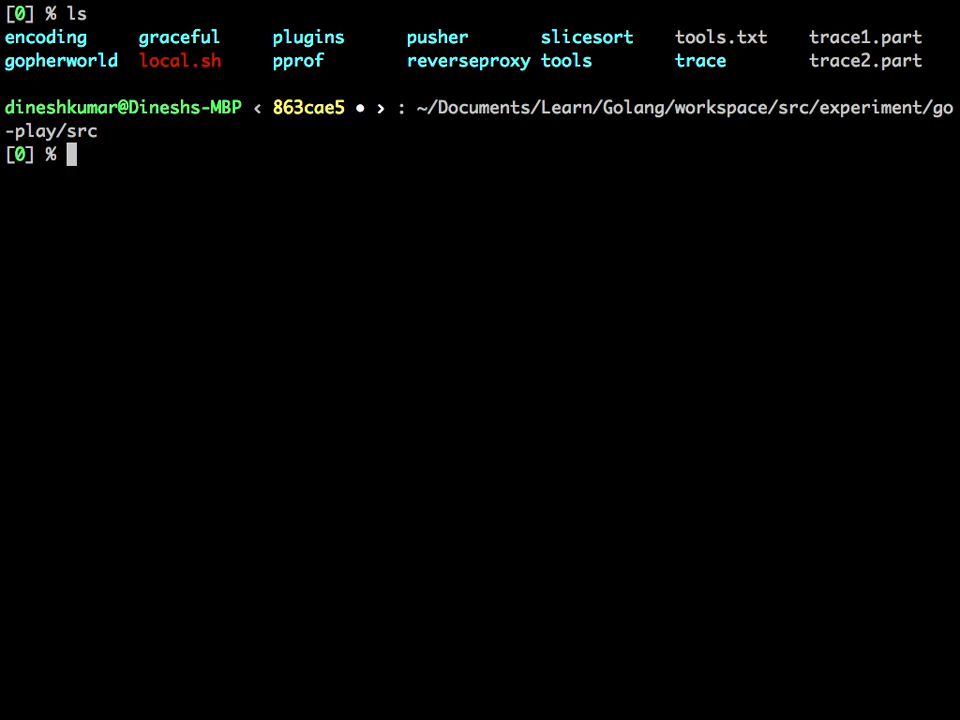 [0] % ls
encoding graceful plugins pusher slicesort tools.txt trace1.part
gopherworld local.sh pprof reverseproxy tools trace trace2.part
dineshkumar@Dineshs-MBP ‹ 863cae5 ● › : ~/Documents/Learn/Golang/workspace/src/experiment/go
-play/src
[0] %